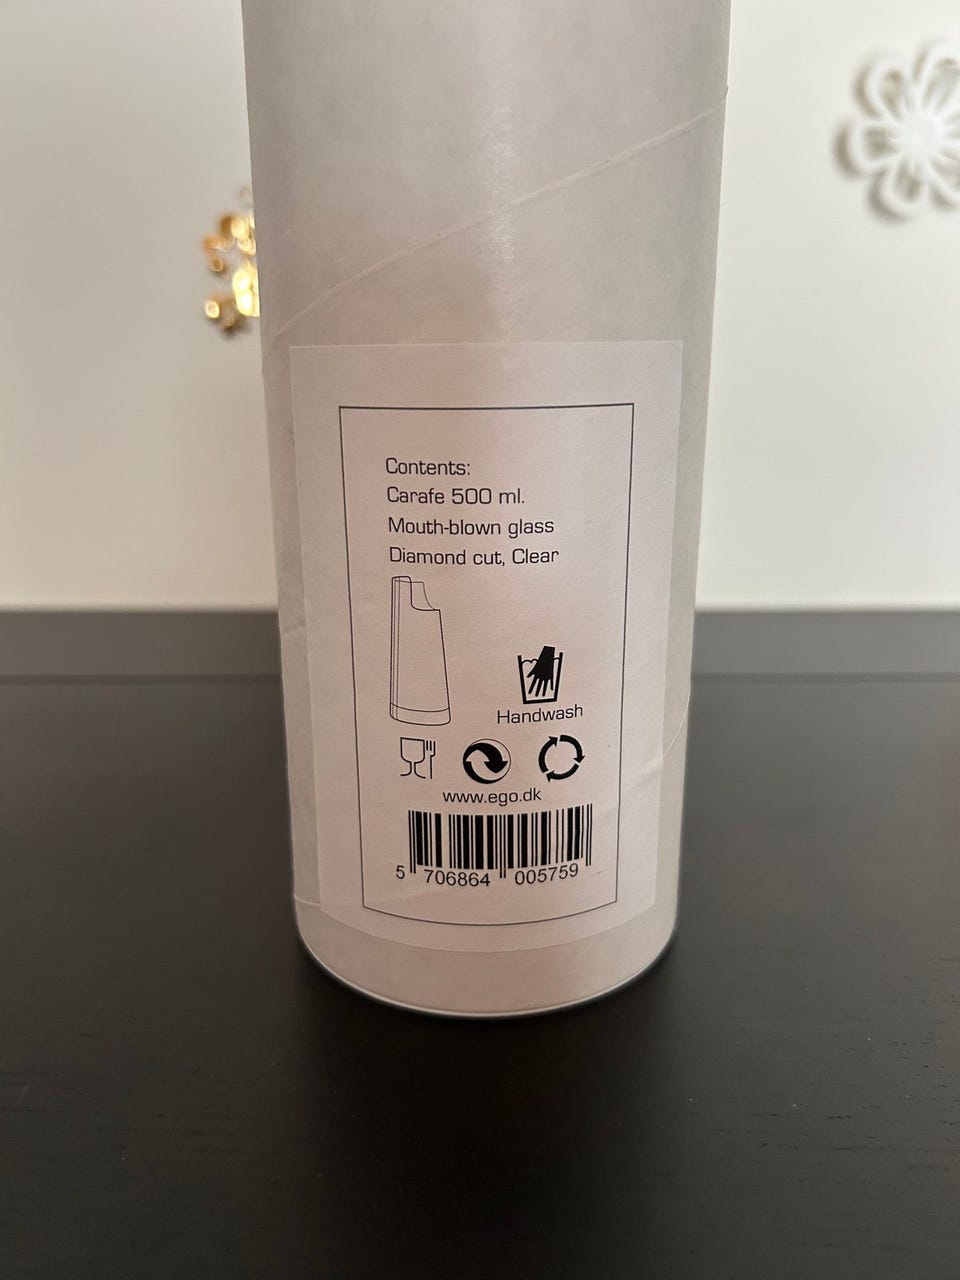 Contents:
Carafe 500 ml.
Mouth-blown glass
Diamond cut, Clear
Handwash
www.ego.dk
5 706864 005759